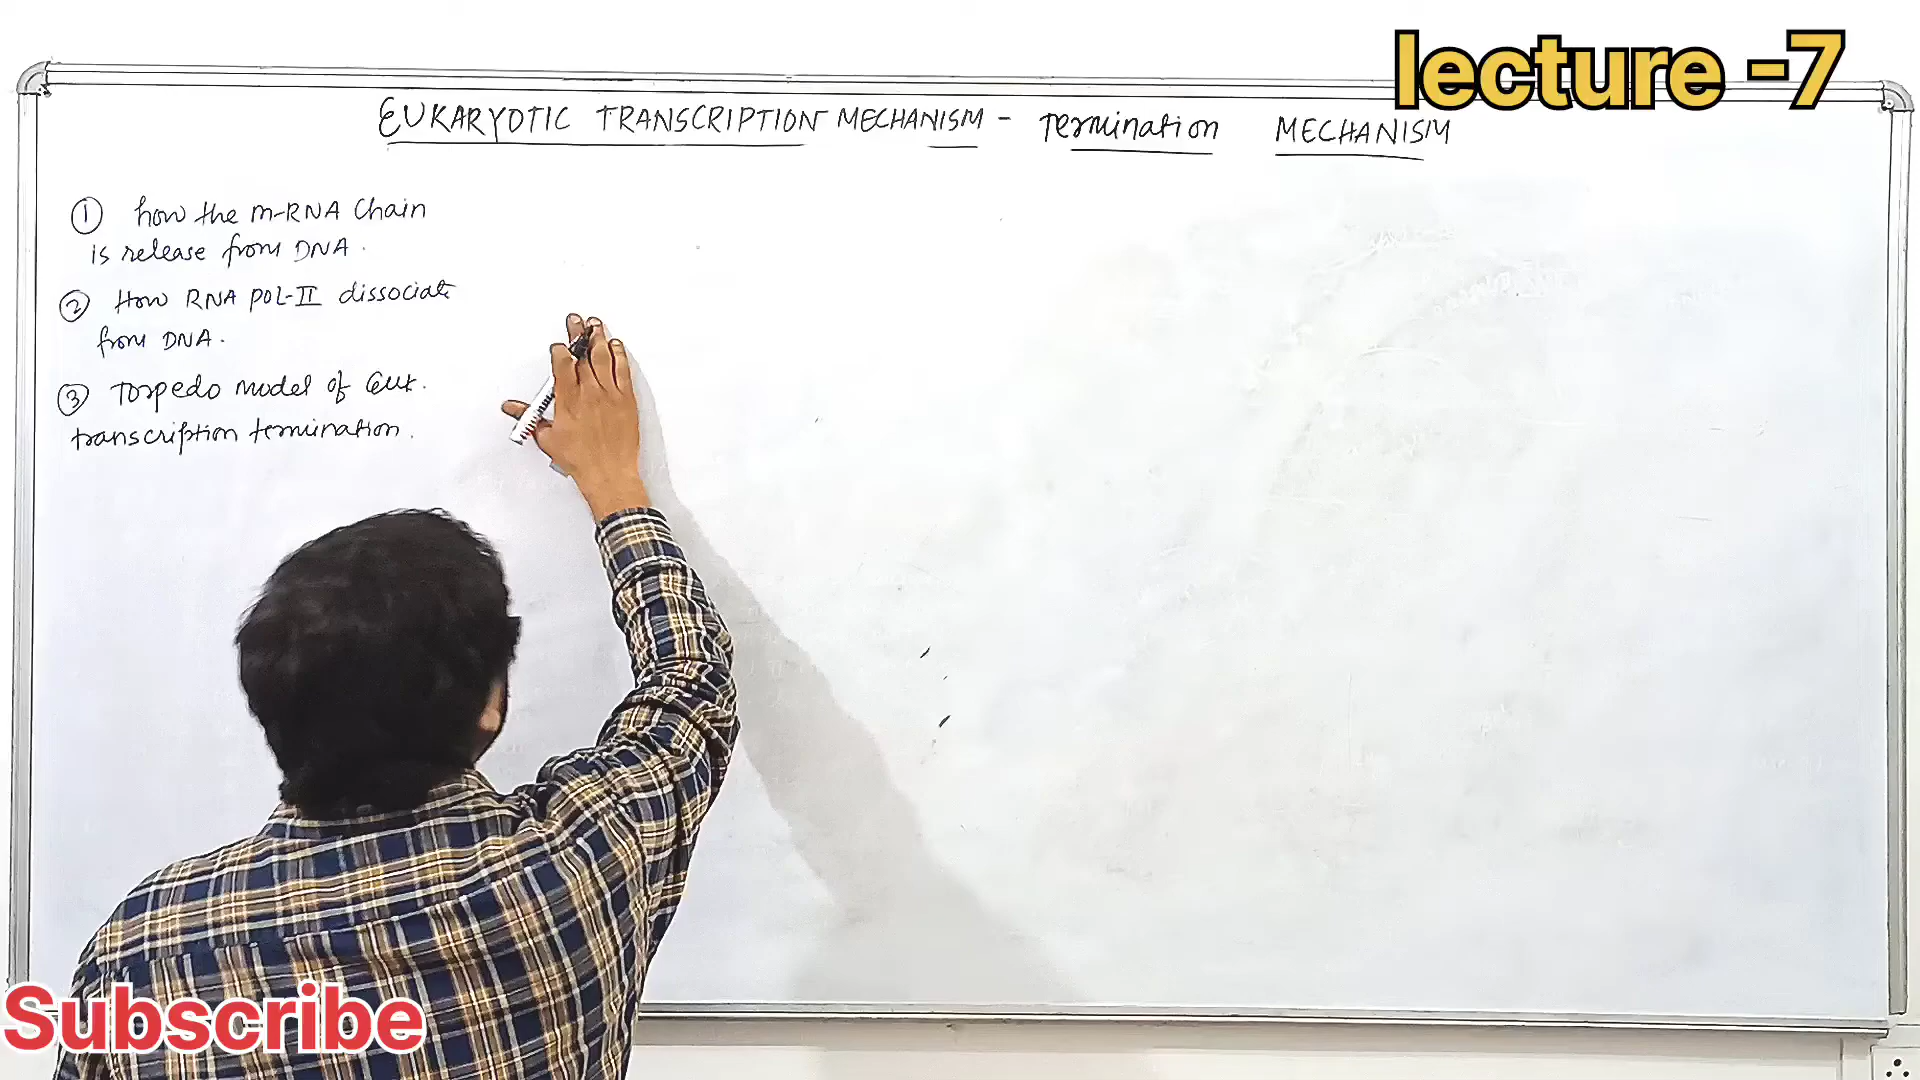 lecture -7
EUKARYOTIC TRANSCRIPTION MECHANISM - Termination MECHANISM
① how the m-RNA Chain
is release from DNA.
② How RNA POL-II dissociate
from DNA.
③ Torpedo model of Euk.
transcription termination.
Subscribe